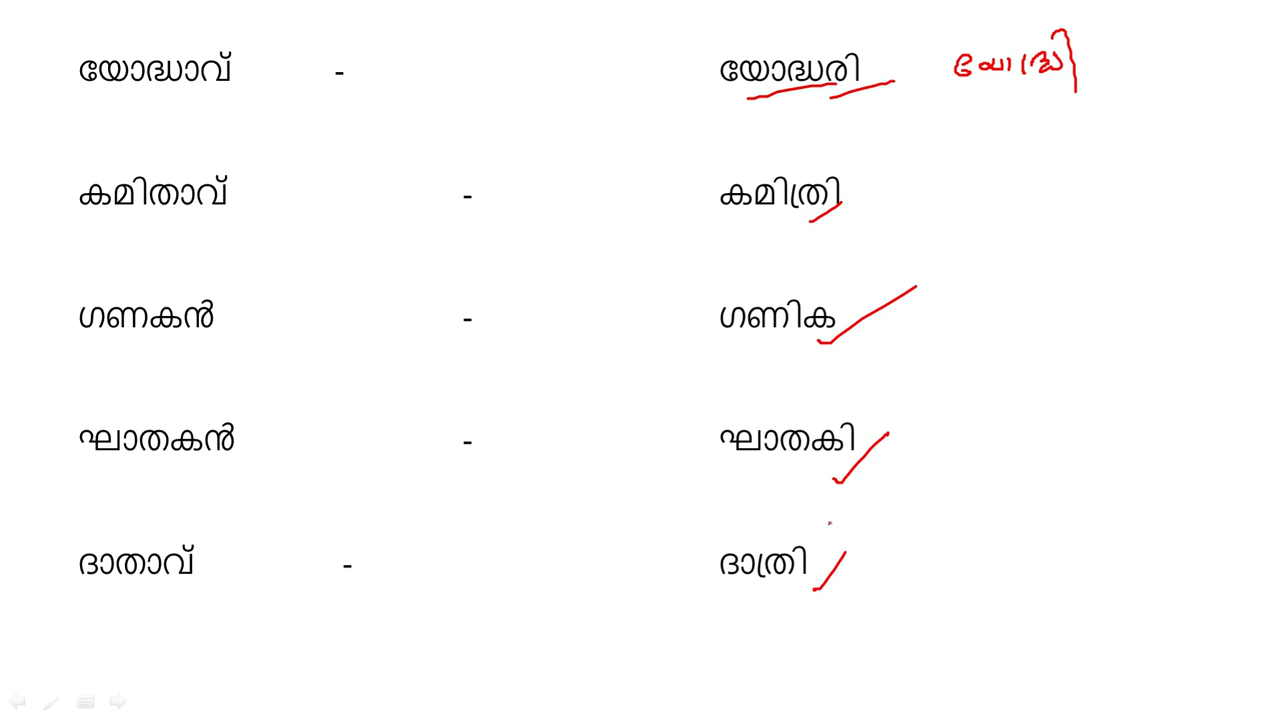 യോദ്ധാവ് - യോദ്ധരി യോദ്ധ്രി
കമിതാവ് - കമിത്രി
ഗണകൻ - ഗണിക
ഘാതകൻ - ഘാതകി
ദാതാവ് - ദാത്രി